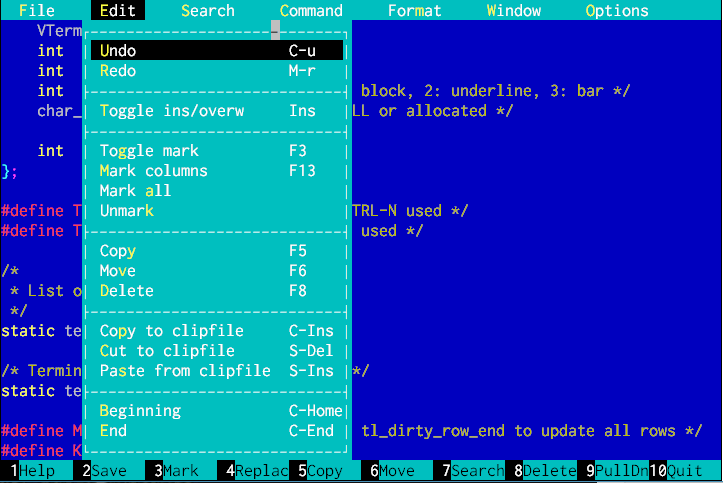 File Edit Search Command Format Window Options
VTerm
Undo C-u
int
Redo M-r
int
int block, 2: underline, 3: bar */
char_ Toggle ins/overw Ins LL or allocated */
int Toggle mark F3
}; Mark columns F13
Mark all
#define T Unmark TRL-N used */
#define T used */
Copy F5
/* Move F6
* List o Delete F8
*/
static te Copy to clipfile C-Ins
Cut to clipfile S-Del
/* Termin Paste from clipfile S-Ins */
static te
Beginning C-Home
#define M End C-End tl_dirty_row_end to update all rows */
#define K
1Help 2Save 3Mark 4Replac 5Copy 6Move 7Search 8Delete 9PullDn 10Quit